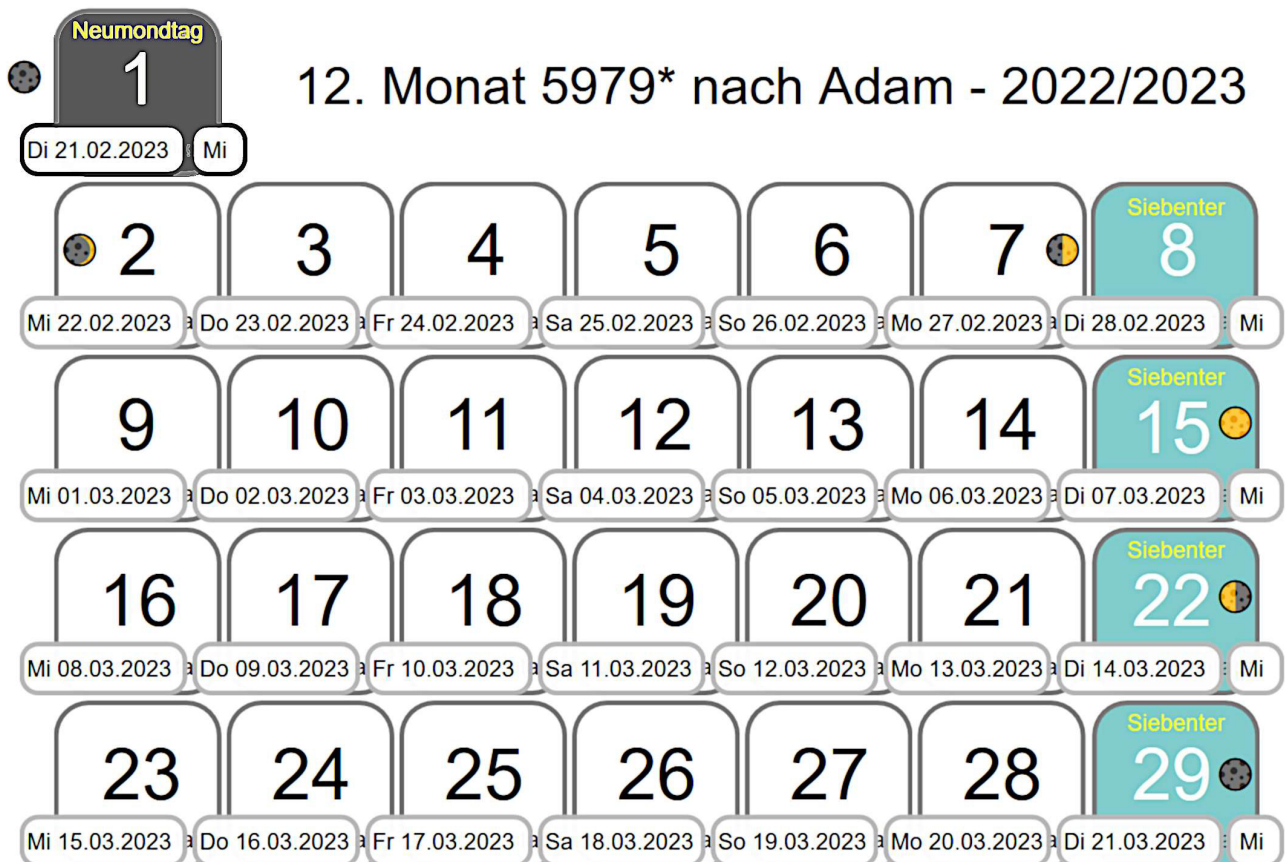 Neumondtag
1
12. Monat 5979* nach Adam - 2022/2023
Di 21.02.2023 Mi
Siebenter
2 3 4 5 6 7 8
Mi 22.02.2023 Do 23.02.2023 Fr 24.02.2023 Sa 25.02.2023 So 26.02.2023 Mo 27.02.2023 Di 28.02.2023 Mi
Siebenter
9 10 11 12 13 14 15
Mi 01.03.2023 Do 02.03.2023 Fr 03.03.2023 Sa 04.03.2023 So 05.03.2023 Mo 06.03.2023 Di 07.03.2023 Mi
Siebenter
16 17 18 19 20 21 22
Mi 08.03.2023 Do 09.03.2023 Fr 10.03.2023 Sa 11.03.2023 So 12.03.2023 Mo 13.03.2023 Di 14.03.2023 Mi
Siebenter
23 24 25 26 27 28 29
Mi 15.03.2023 Do 16.03.2023 Fr 17.03.2023 Sa 18.03.2023 So 19.03.2023 Mo 20.03.2023 Di 21.03.2023 Mi